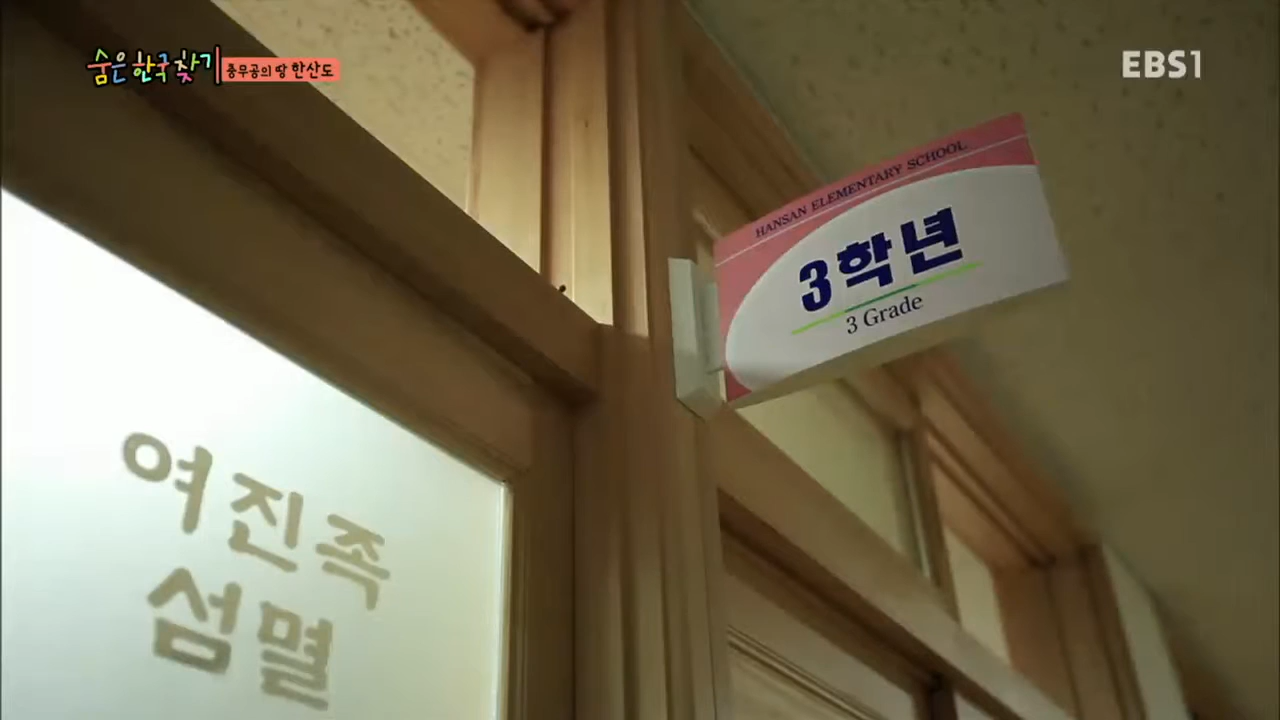 숨은한국찾기
충무공의 땅 한산도
EBS1
HANSAN ELEMENTARY SCHOOL
3학년
3 Grade
여진족
섬멸